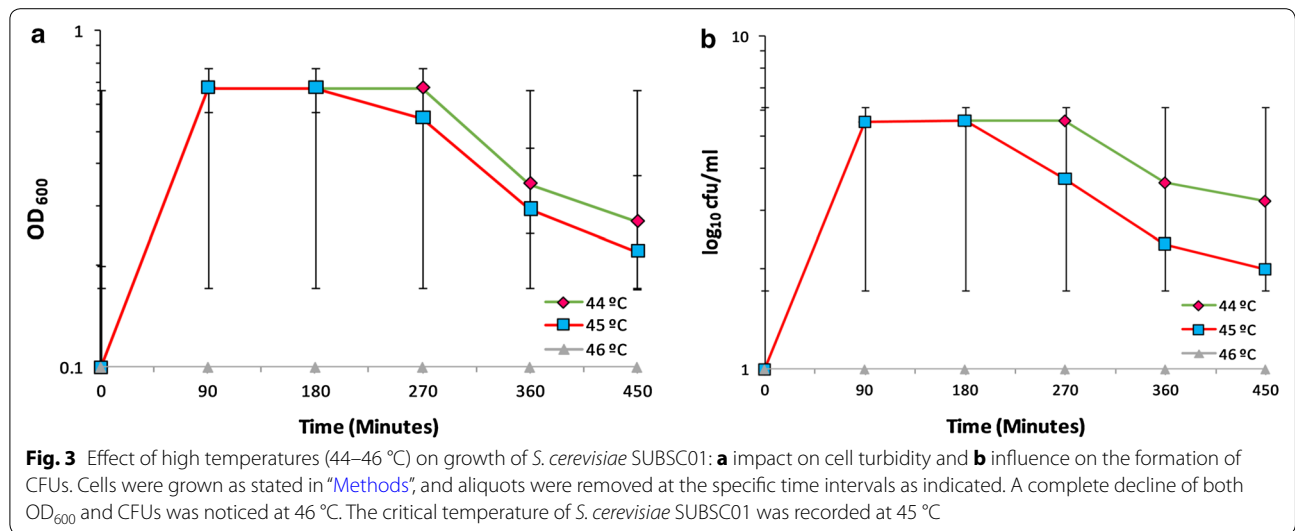 a
1
0.1
OD600
0
90
180
270
360
450
Time (Minutes)
44 ºC
45 ºC
46 ºC
b
10
1
log10 cfu/ml
0
90
180
270
360
450
Time (Minutes)
44 ºC
45 ºC
46 ºC
Fig. 3 Effect of high temperatures (44–46 °C) on growth of S. cerevisiae SUBSC01: a impact on cell turbidity and b influence on the formation of
CFUs. Cells were grown as stated in “Methods”, and aliquots were removed at the specific time intervals as indicated. A complete decline of both
OD600 and CFUs was noticed at 46 °C. The critical temperature of S. cerevisiae SUBSC01 was recorded at 45 °C